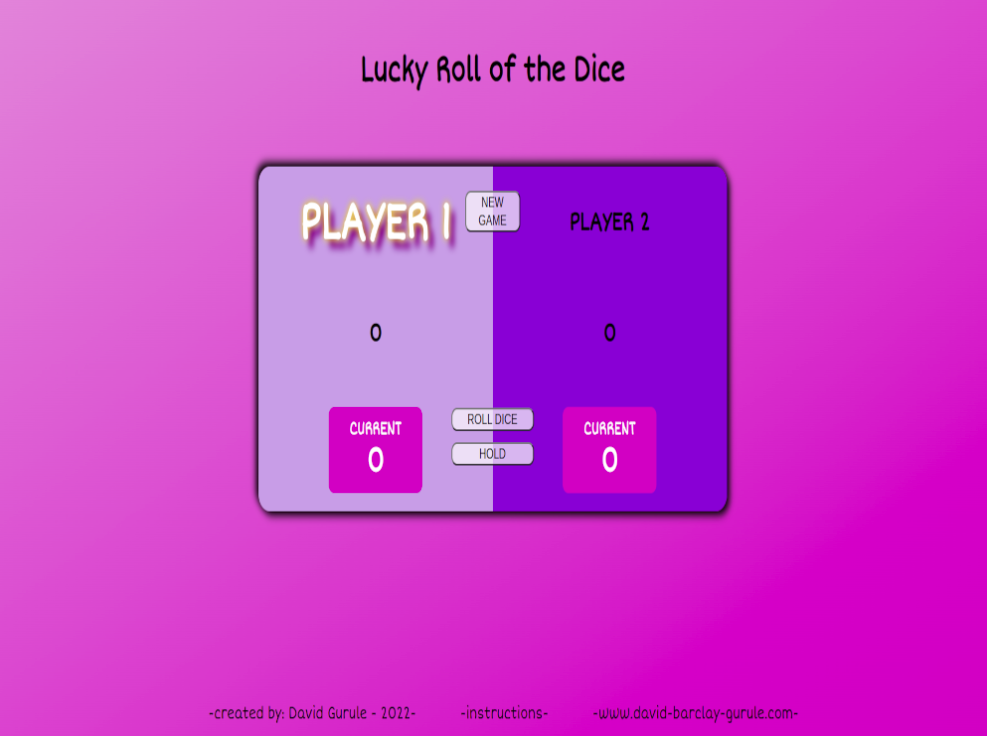 Lucky Roll of the Dice
PLAYER 1
NEW
GAME
PLAYER 2
0
0
CURRENT
0
ROLL DICE
HOLD
CURRENT
0
-created by: David Gurule - 2022-
-instructions-
-www.david-barclay-gurule.com-